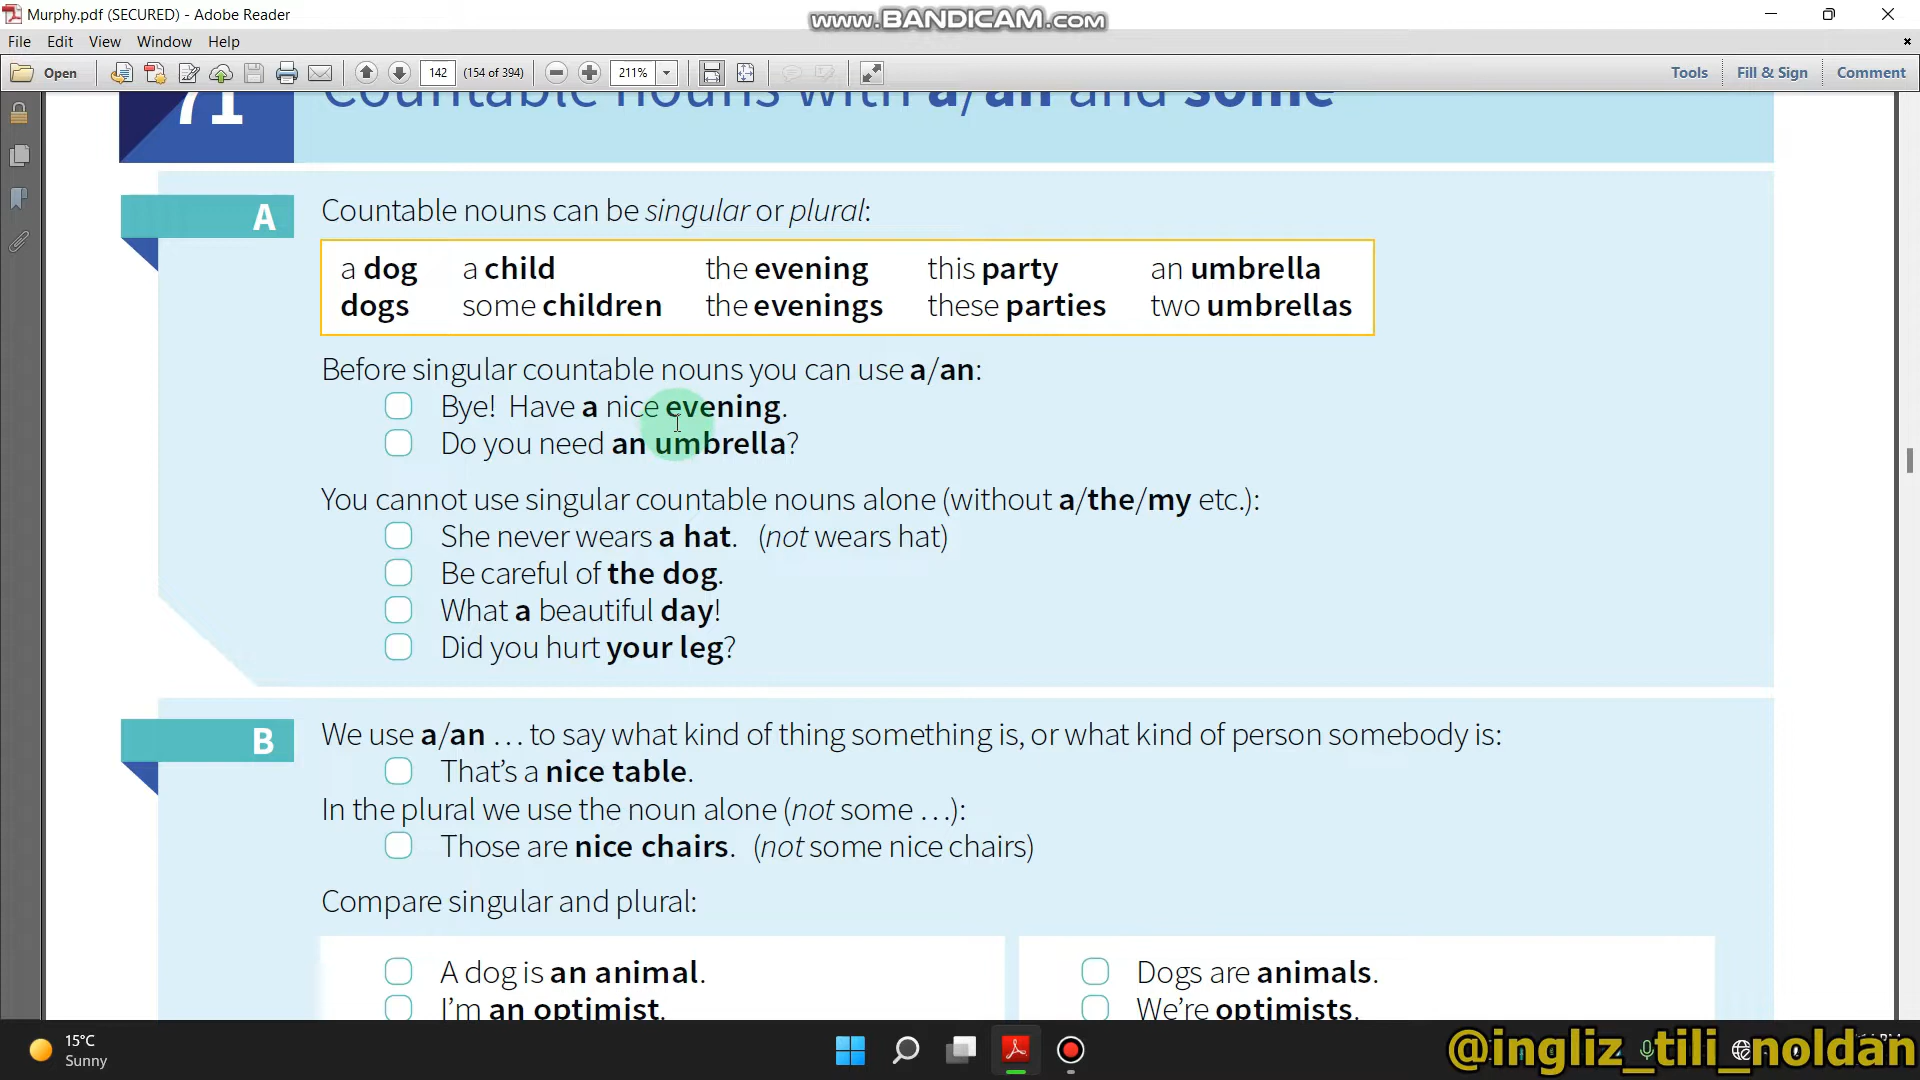 Murphy.pdf (SECURED) - Adobe Reader
www.BANDICAM.com
File Edit View Window Help
Open 142 (154 of 394) 211% Tools Fill & Sign Comment
71 Countable nouns with a/an and some
A
Countable nouns can be singular or plural:
a dog a child the evening this party an umbrella
dogs some children the evenings these parties two umbrellas
Before singular countable nouns you can use a/an:
Bye! Have a nice evening.
Do you need an umbrella?
You cannot use singular countable nouns alone (without a/the/my etc.):
She never wears a hat. (not wears hat)
Be careful of the dog.
What a beautiful day!
Did you hurt your leg?
B
We use a/an … to say what kind of thing something is, or what kind of person somebody is:
That's a nice table.
In the plural we use the noun alone (not some …):
Those are nice chairs. (not some nice chairs)
Compare singular and plural:
A dog is an animal. Dogs are animals.
I'm an optimist. We're optimists.
15°C
Sunny
@ingliz_tili_noldan